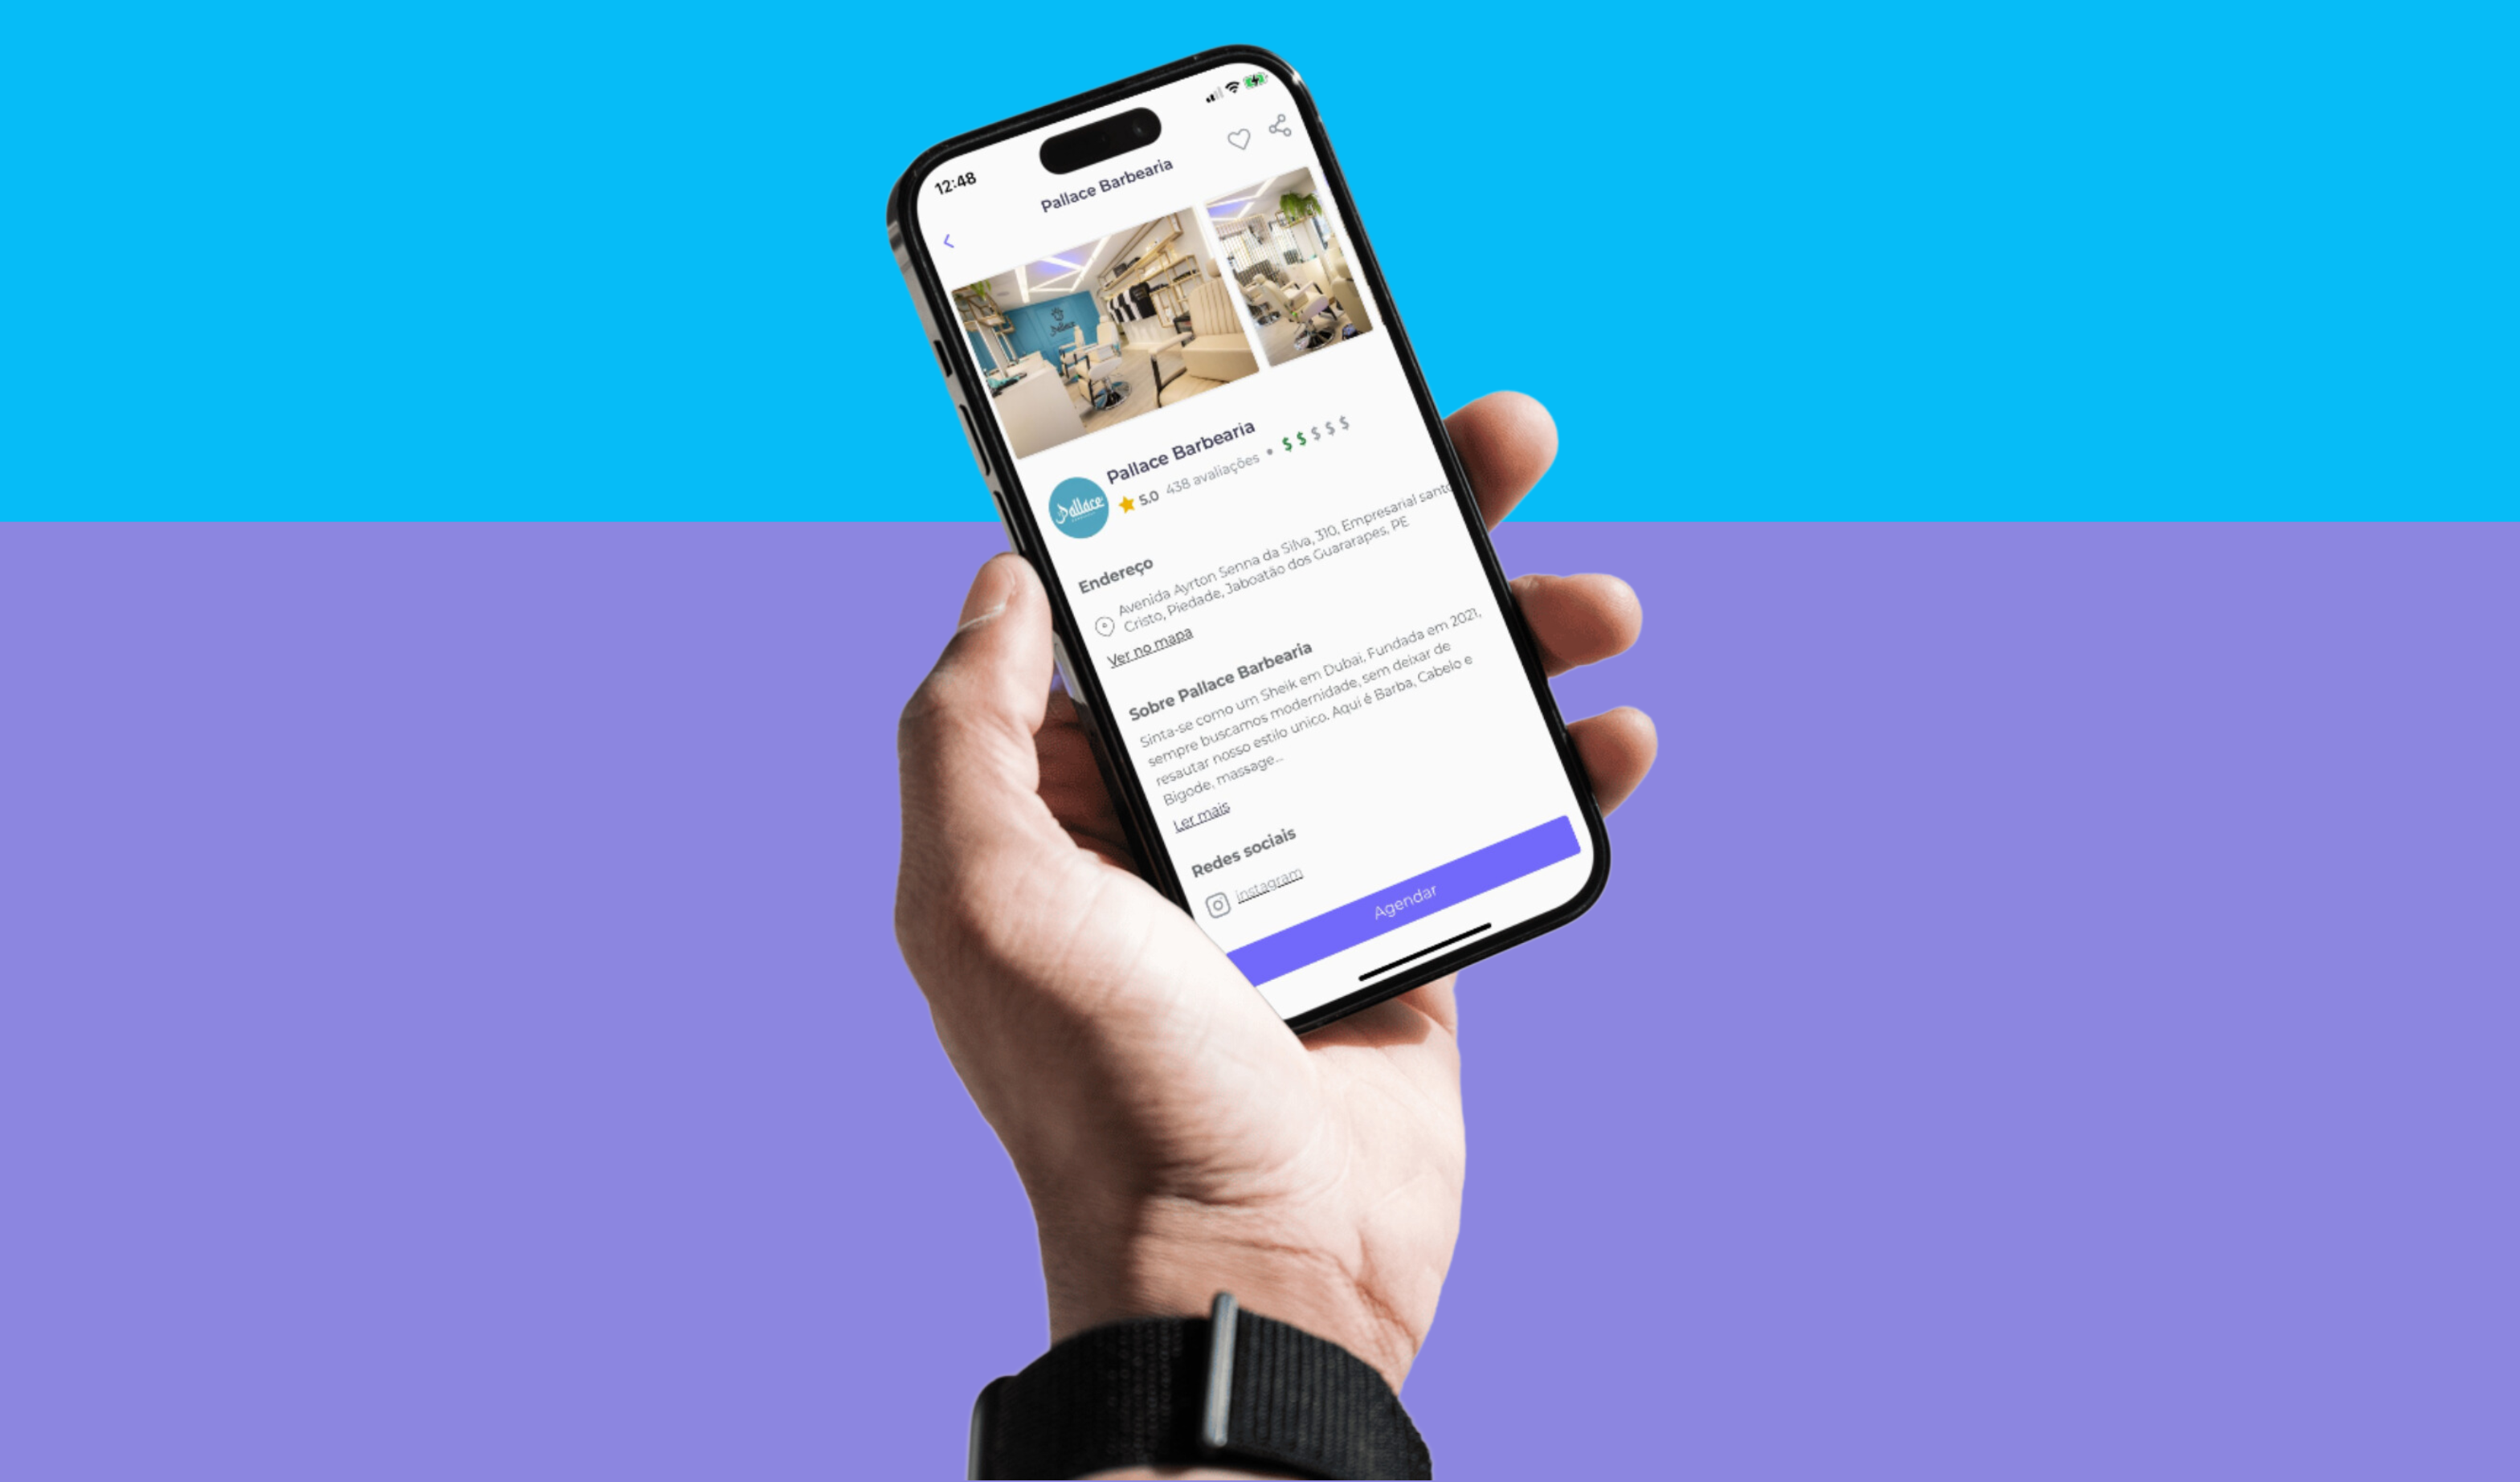 12:48
Pallace Barbearia
Pallace
Pallace Barbearia
5.0 438 avaliações • $ $ $ $ $
Pallace
Endereço
Avenida Ayrton Senna da Silva, 310, Empresarial santo
Cristo, Piedade, Jaboatão dos Guararapes, PE
Ver no mapa
Sobre Pallace Barbearia
Sinta-se como um Sheik em Dubai, Fundada em 2021,
sempre buscamos modernidade, sem deixar de
resautar nosso estilo unico. Aqui é Barba, Cabelo e
Bigode, massage...
Ler mais
Redes sociais
instagram
Agendar